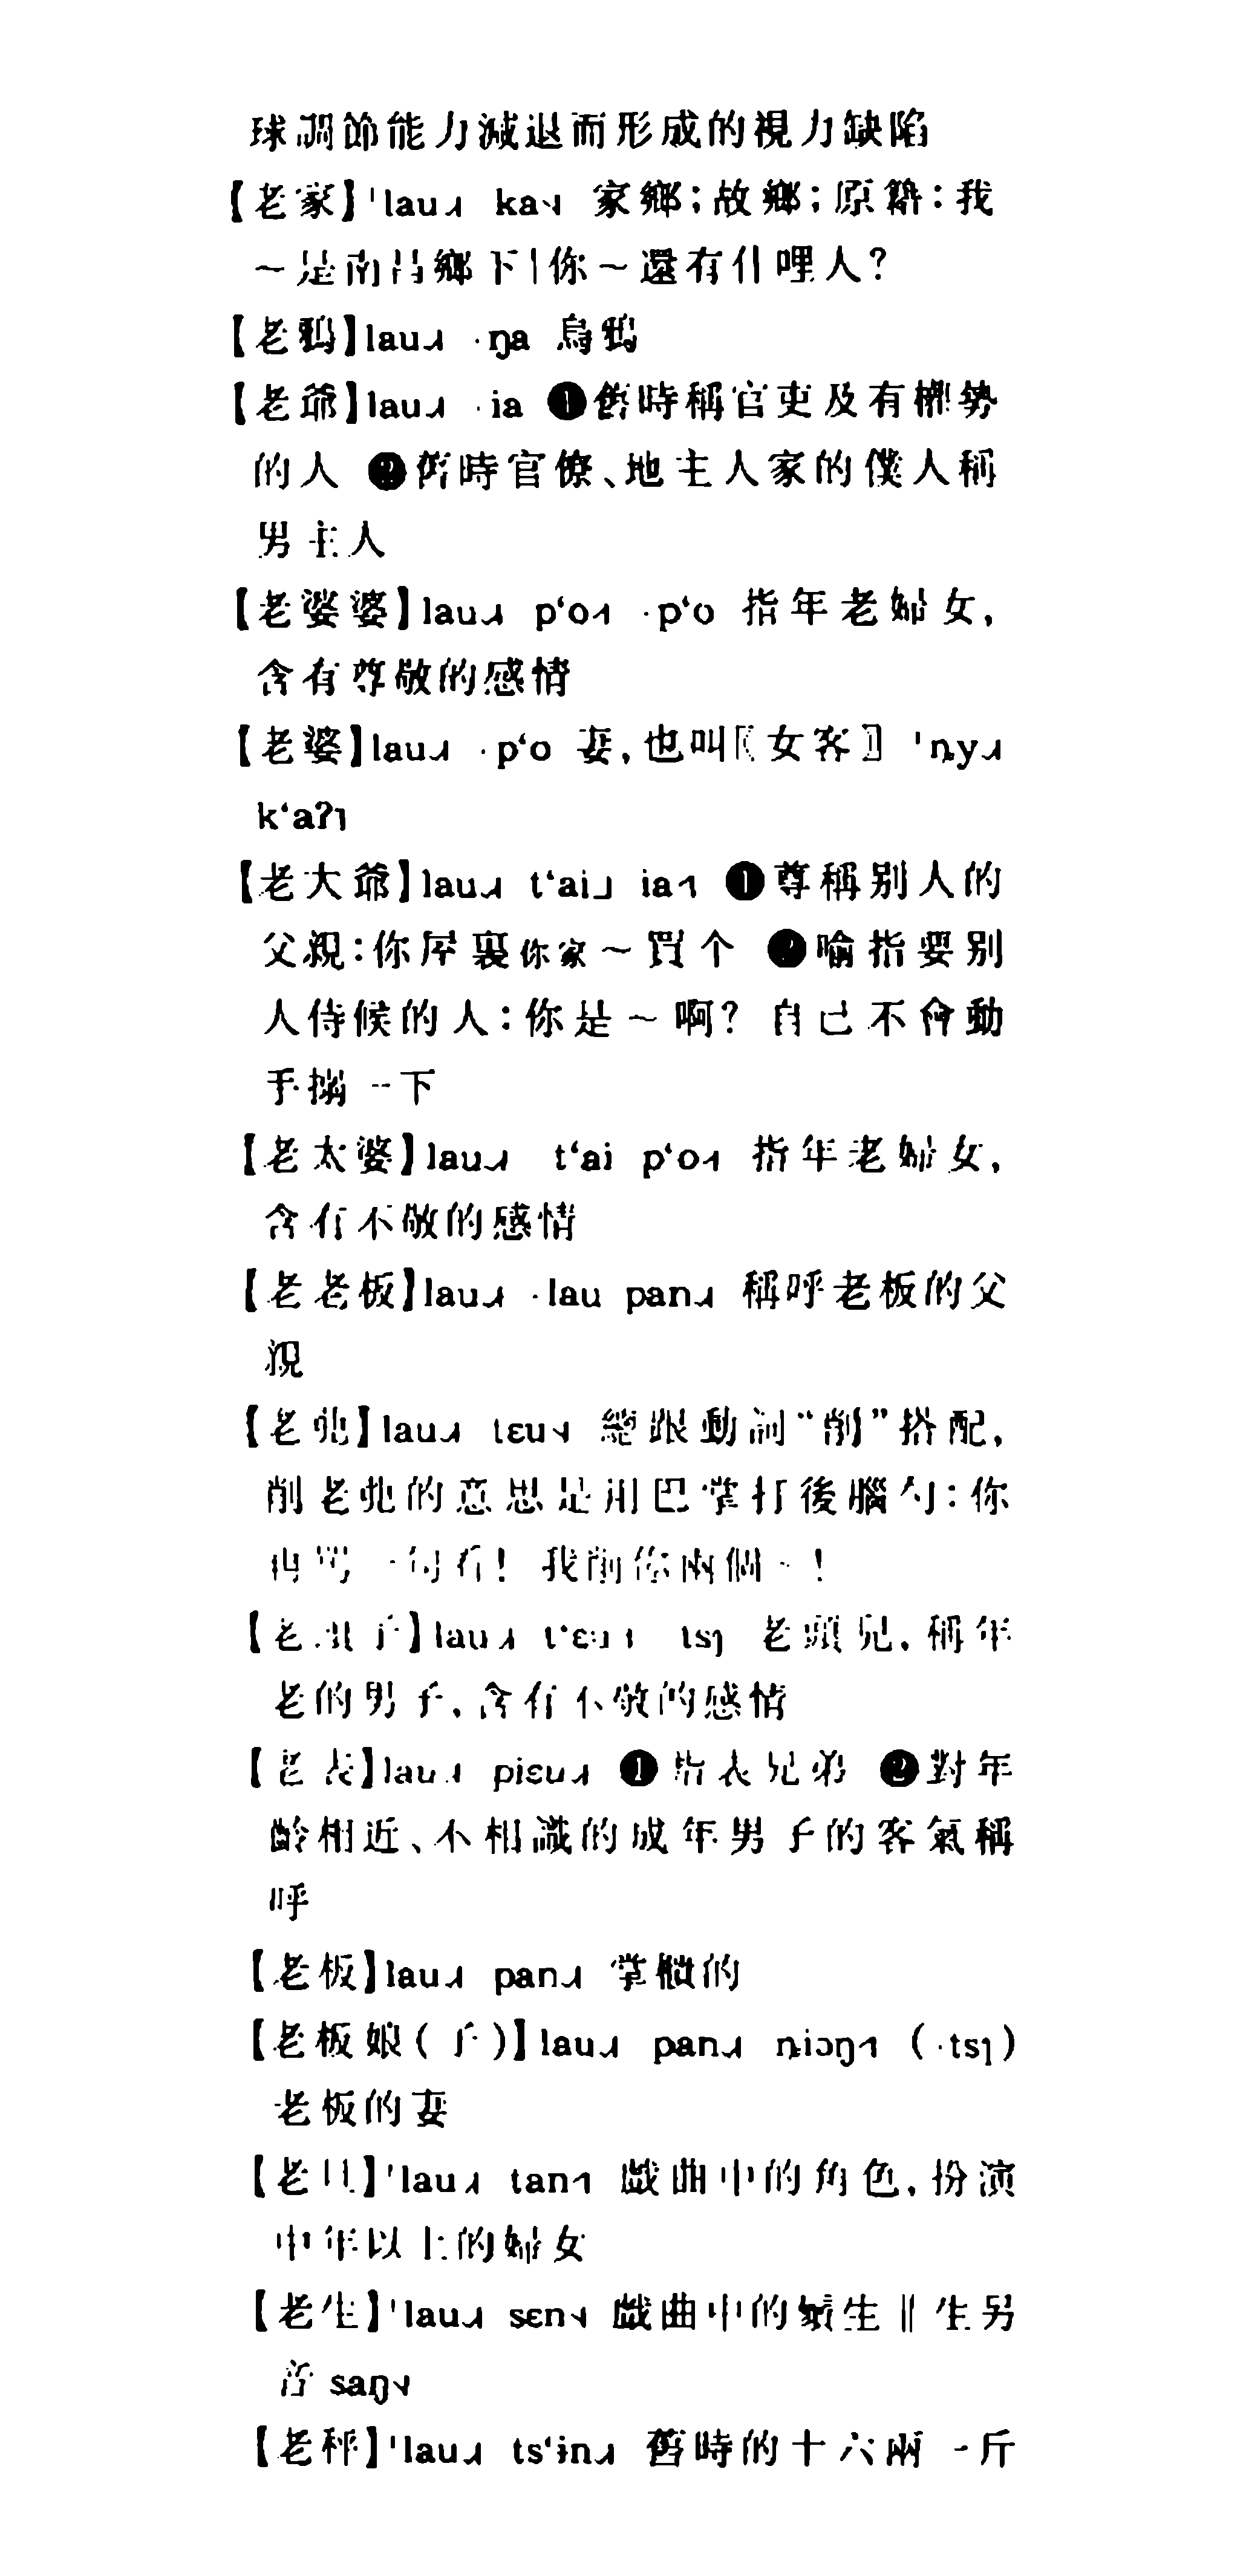 球調節能力減退而形成的視力缺陷
【老家】ˈlau˩˧ ka˦˨ 家鄉；故鄉；原籍：我
～是南昌鄉下|你～還有什哩人？
【老鴉】lau˩˧ ·ŋa 烏鴉
【老爺】lau˩˧ ·ia ❶舊時稱官吏及有權勢
的人 ❷舊時官僚、地主人家的僕人稱
男主人
【老婆婆】lau˩˧ pʻo˧˥ ·pʻo 指年老婦女，
含有尊敬的感情
【老婆】lau˩˧ ·pʻo 妻，也叫〖女客〗 ˈȵy˩˧
kʻaʔ˥
【老大爺】lau˩˧ tʻai˩ ia˧˥ ❶尊稱别人的
父親：你屋裏你家～買个 ❷喻指要别
人侍候的人：你是～啊？ 自己不會動
手搦一下
【老太婆】lau˩˧ tʻai pʻo˧˥ 指年老婦女，
含有不敬的感情
【老老板】lau˩˧ ·lau pan˩˧ 稱呼老板的父
親
【老兜】lau˩˧ tɛu˦˨ 總跟動詞“削”搭配，
削老兜的意思是用巴掌打後腦勺：你
再罵一句看！ 我削你兩個～！
【老頭子】lau˩˧ tʻɛu˧˥ tsɿ 老頭兒，稱年
老的男子，含有不敬的感情
【老表】lau˩˧ piɛu˩˧ ❶指表兄弟 ❷對年
齡相近、不相識的成年男子的客氣稱
呼
【老板】lau˩˧ pan˩˧ 掌櫃的
【老板娘（子）】lau˩˧ pan˩˧ ȵiɔŋ˧˥ （·tsɿ）
老板的妻
【老旦】ˈlau˩˧ tan˧˥ 戲曲中的角色，扮演
中年以上的婦女
【老生】ˈlau˩˧ sɛn˦˨ 戲曲中的鬚生‖生另
音 saŋ˦˨
【老秤】ˈlau˩˧ tsʻɨn˩˧ 舊時的十六兩一斤